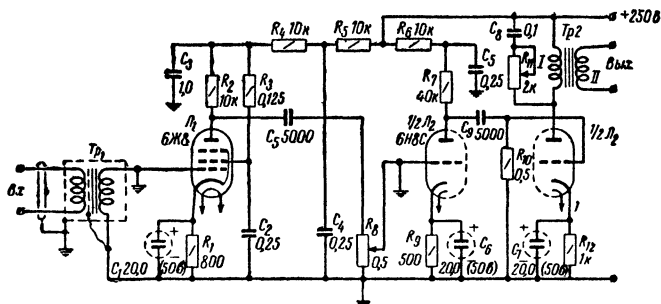 +250в
R4 10к
R5 10к
R6 10к
C8 0,1
Тр2
C3 1,0
R2 10к
R3 0,125
R7 40к
C5 0,25
R11 2к
I
II
вых
Л1 6Ж8
C5 5000
1/2 Л2 6Н8С
C9 5000
1/2 Л2
Тр1
вх
R10 0,5
C2 0,25
C4 0,25
R8 0,5
1
C1 20,0 (50в)
R1 800
R9 500
C6 20,0 (50в)
C7 20,0 (50в)
R12 1к